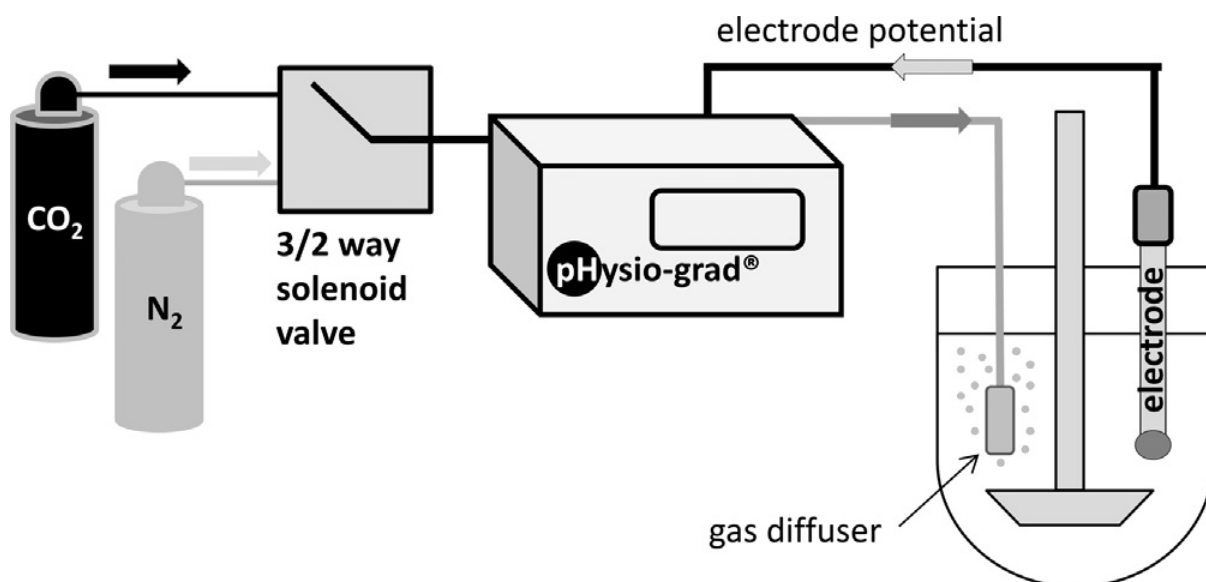 electrode potential
CO₂
N₂
3/2 way
solenoid
valve
pHysio-grad®
electrode
gas diffuser